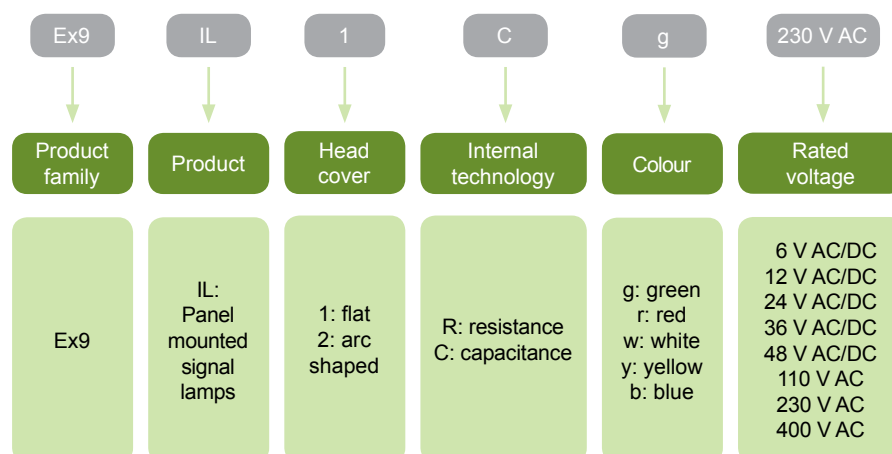 Ex9
IL
1
C
g
230 V AC
Product
family
Product
Head
cover
Internal
technology
Colour
Rated
voltage
Ex9
IL:
Panel
mounted
signal
lamps
1: flat
2: arc
shaped
R: resistance
C: capacitance
g: green
r: red
w: white
y: yellow
b: blue
6 V AC/DC
12 V AC/DC
24 V AC/DC
36 V AC/DC
48 V AC/DC
110 V AC
230 V AC
400 V AC